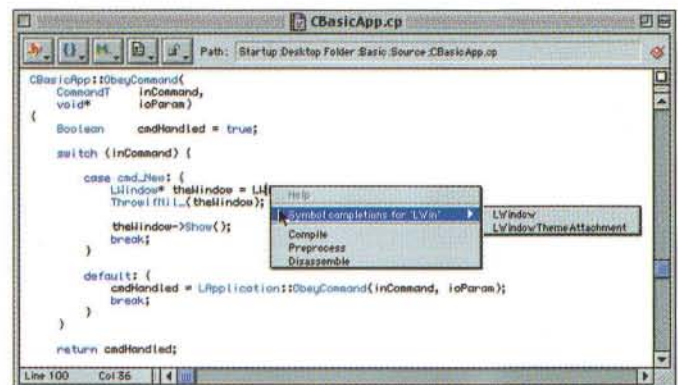 CBasicApp.cp
Path: Startup Desktop Folder:Basic:Source:CBasicApp.cp
CBasicApp::ObeyCommand(
CommandT inCommand,
void* ioParam)
{
Boolean cmdHandled = true;
switch (inCommand) {
case cmd_New: {
LWindow* theWindow = LW
ThrowIfNil_(theWindow);
theWindow->Show();
break;
}
default: {
cmdHandled = LApplication::ObeyCommand(inCommand, ioParam);
break;
}
}
return cmdHandled;
Help
Symbol completions for 'LWin'
Compile
Preprocess
Disassemble
LWindow
LWindowThemeAttachment
Line 100 Col 36